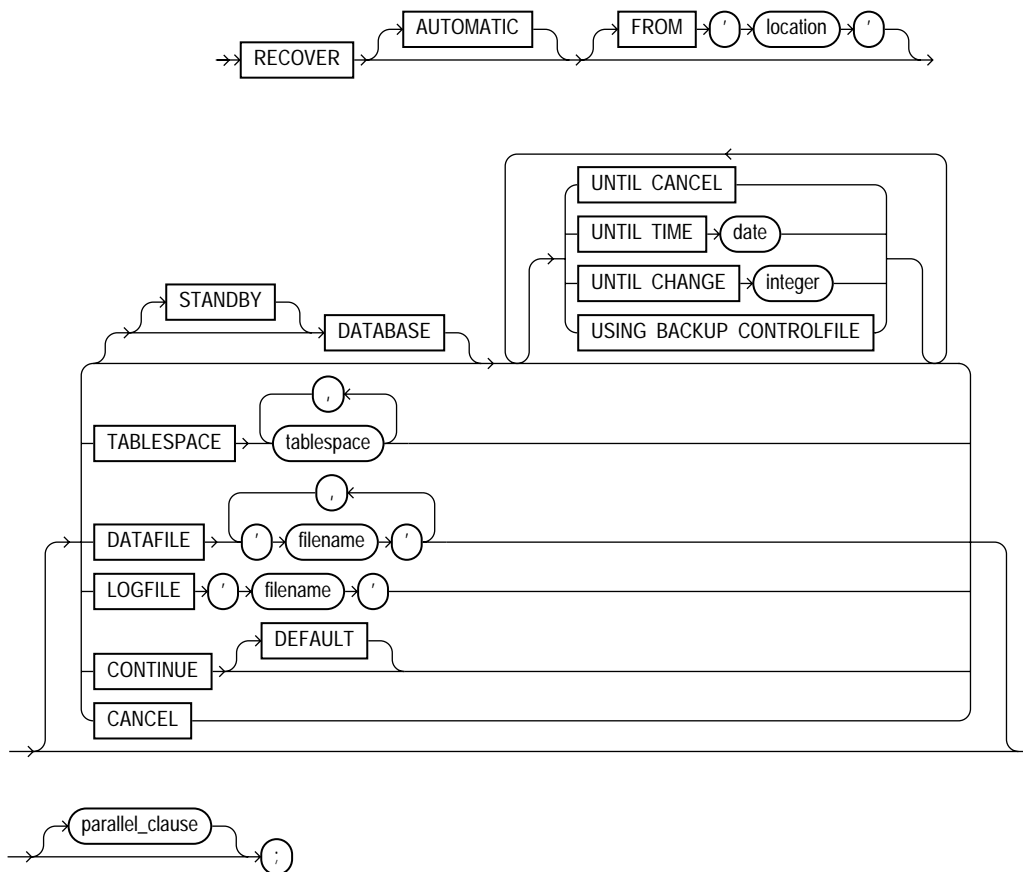 RECOVER AUTOMATIC FROM ' location '
STANDBY DATABASE
UNTIL CANCEL
UNTIL TIME date
UNTIL CHANGE integer
USING BACKUP CONTROLFILE
,
TABLESPACE tablespace
,
DATAFILE ' filename '
LOGFILE ' filename '
CONTINUE DEFAULT
CANCEL
parallel_clause ;